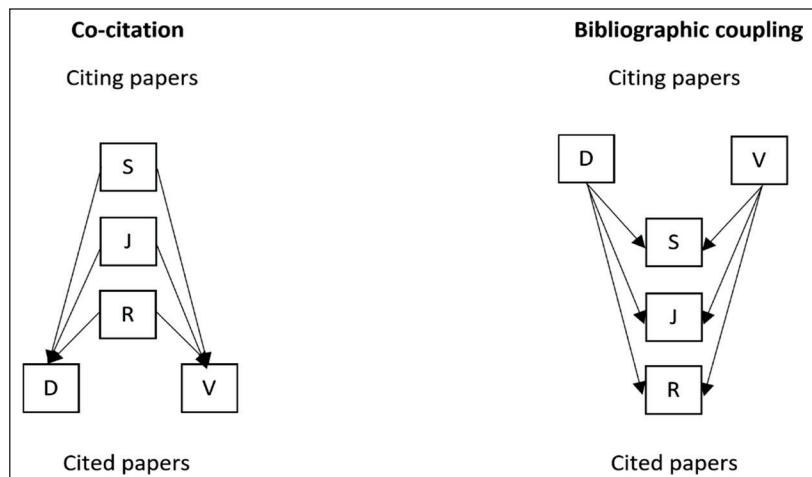 Co-citation
Citing papers
S
J
R
D V
Cited papers
Bibliographic coupling
Citing papers
D V
S
J
R
Cited papers